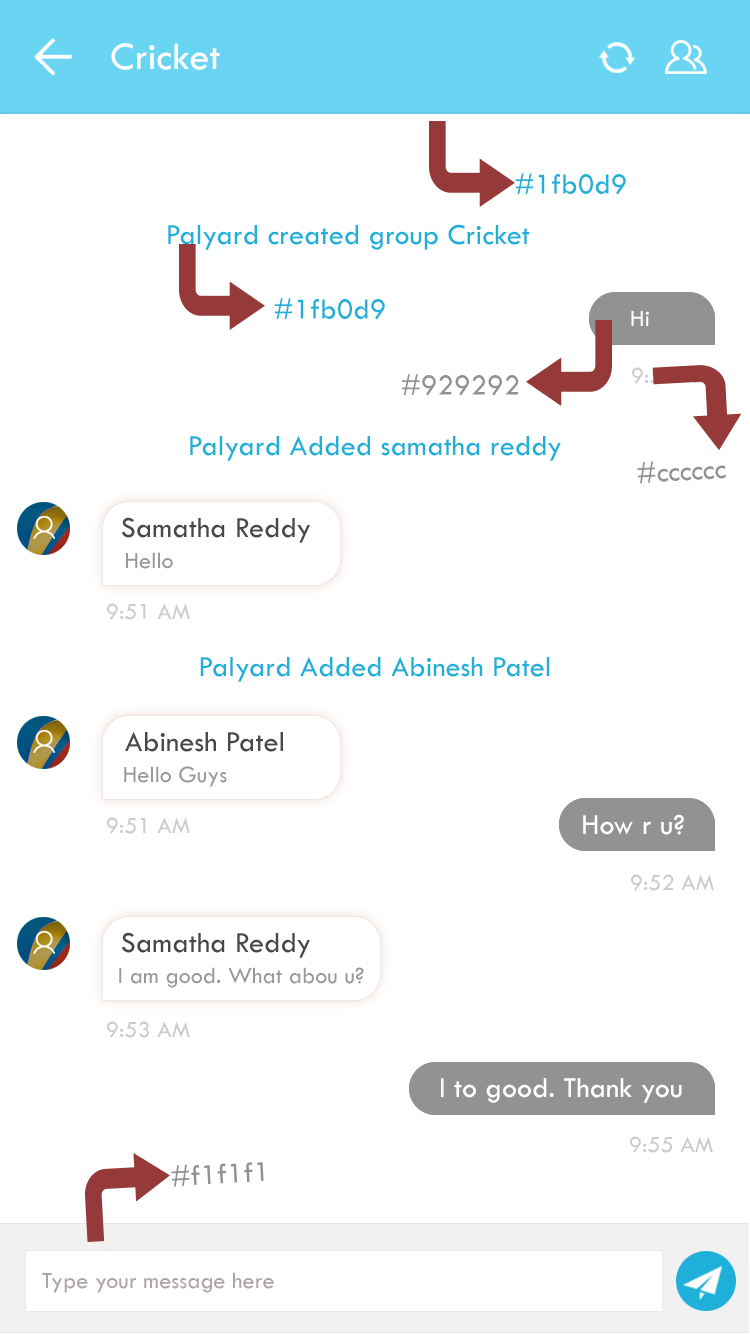 Cricket
#1fb0d9
Palyard created group Cricket
#1fb0d9
Hi
#929292
9:
Palyard Added samatha reddy
#cccccc
Samatha Reddy
Hello
9:51 AM
Palyard Added Abinesh Patel
Abinesh Patel
Hello Guys
9:51 AM
How r u?
9:52 AM
Samatha Reddy
I am good. What abou u?
9:53 AM
I to good. Thank you
9:55 AM
#f1f1f1
Type your message here